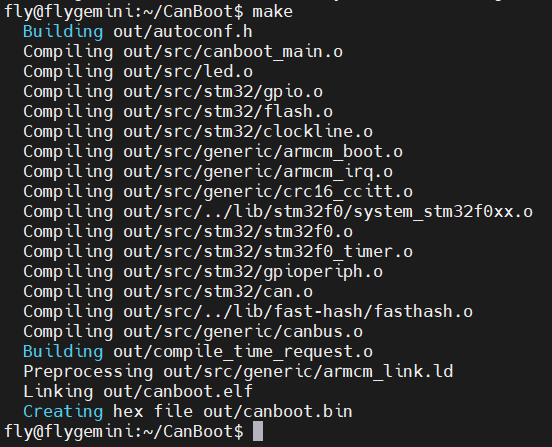 fly@flygemini:~/CanBoot$ make
Building out/autoconf.h
Compiling out/src/canboot_main.o
Compiling out/src/led.o
Compiling out/src/stm32/gpio.o
Compiling out/src/stm32/flash.o
Compiling out/src/stm32/clockline.o
Compiling out/src/generic/armcm_boot.o
Compiling out/src/generic/armcm_irq.o
Compiling out/src/generic/crc16_ccitt.o
Compiling out/src/../lib/stm32f0/system_stm32f0xx.o
Compiling out/src/stm32/stm32f0.o
Compiling out/src/stm32/stm32f0_timer.o
Compiling out/src/stm32/gpioperiph.o
Compiling out/src/stm32/can.o
Compiling out/src/../lib/fast-hash/fasthash.o
Compiling out/src/generic/canbus.o
Building out/compile_time_request.o
Preprocessing out/src/generic/armcm_link.ld
Linking out/canboot.elf
Creating hex file out/canboot.bin
fly@flygemini:~/CanBoot$